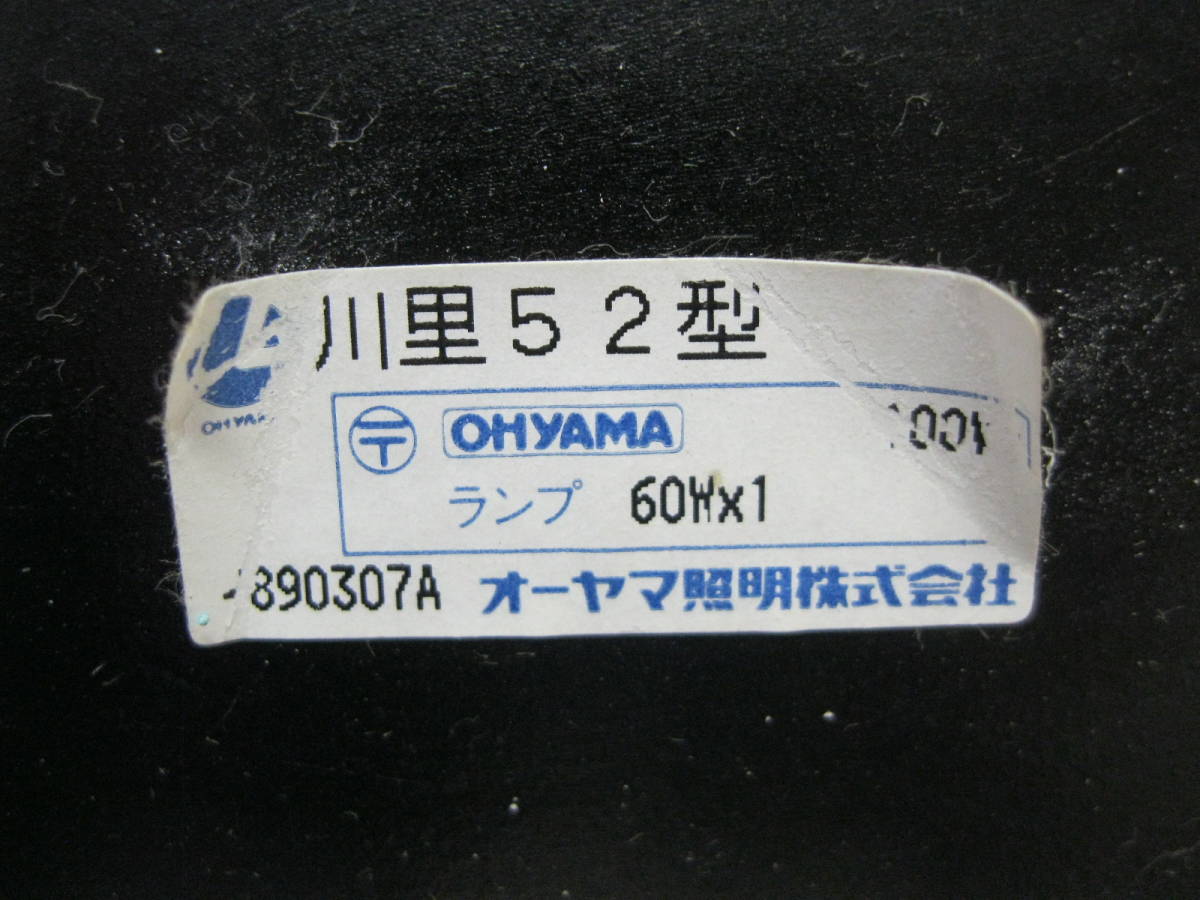 川里52型
〒 OHYAMA 100V
ランプ 60W×1
890307A オーヤマ照明株式会社